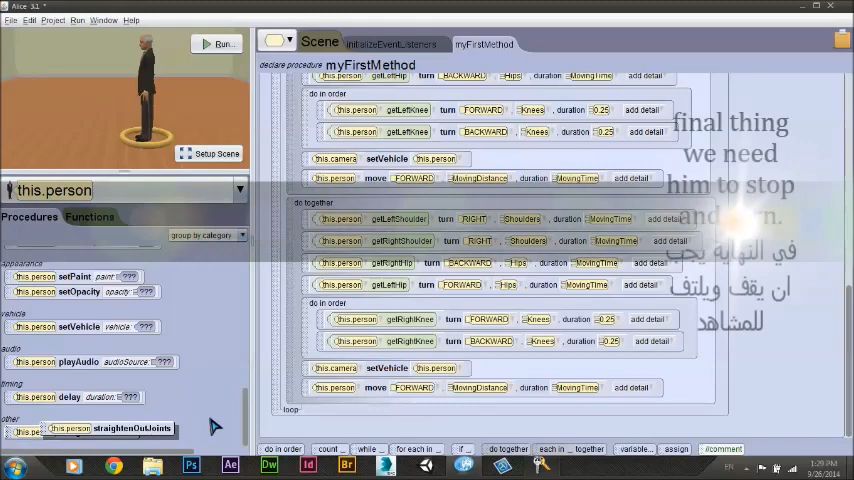 Alice 3.1 *
File Edit Project Run Window Help
Run...
Setup Scene
Scene initializeEventListeners myFirstMethod
declare procedure myFirstMethod
this.person getLeftHip turn BACKWARD Hips, duration MovingTime add detail
do in order
this.person getLeftKnee turn FORWARD, Knees, duration 0.25 add detail
this.person getLeftKnee turn BACKWARD, Knees, duration 0.25 add detail
this.camera setVehicle this.person
this.person move FORWARD, MovingDistance, duration MovingTime add detail
do together
this.person getLeftShoulder turn RIGHT, Shoulders, duration MovingTime add detail
this.person getRightShoulder turn RIGHT, Shoulders, duration MovingTime add detail
this.person getRightHip turn BACKWARD, Hips, duration MovingTime add detail
this.person getLeftHip turn FORWARD, Hips, duration MovingTime add detail
do in order
this.person getRightKnee turn FORWARD, Knees, duration 0.25 add detail
this.person getRightKnee turn BACKWARD, Knees, duration 0.25 add detail
this.camera setVehicle this.person
this.person move FORWARD, MovingDistance, duration MovingTime add detail
loop
final thing
we need
him to stop
and turn.
في النهاية يجب
ان يقف ويلتف
للمشاهد
this.person
Procedures Functions
group by category
appearance
this.person setPaint paint: ???
this.person setOpacity opacity: ???
vehicle
this.person setVehicle vehicle: ???
audio
this.person playAudio audioSource: ???
timing
this.person delay duration: ???
other
this.person straightenOutJoints
do in order count while for each in if do together each in together variable... assign //comment
Ps Ae Dw Id Br
EN
1:29 PM
9/26/2014